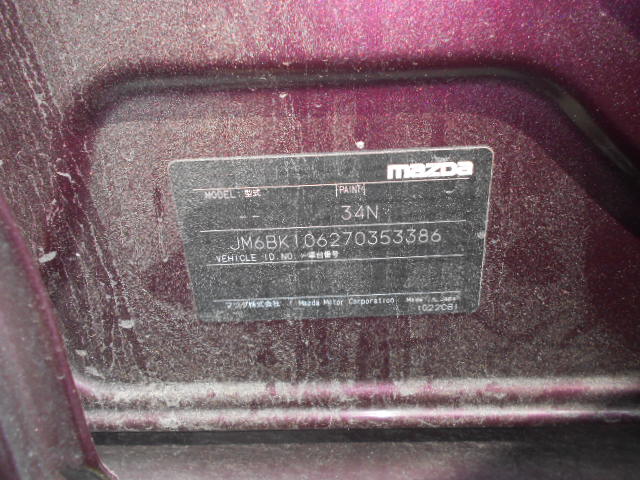 mazda
MODEL 型式 PAINT
-- 34N
JM6BK106270353386
VEHICLE ID.NO. 車台番号
マツダ株式会社 Mazda Motor Corporation Made in Japan
1022CB1